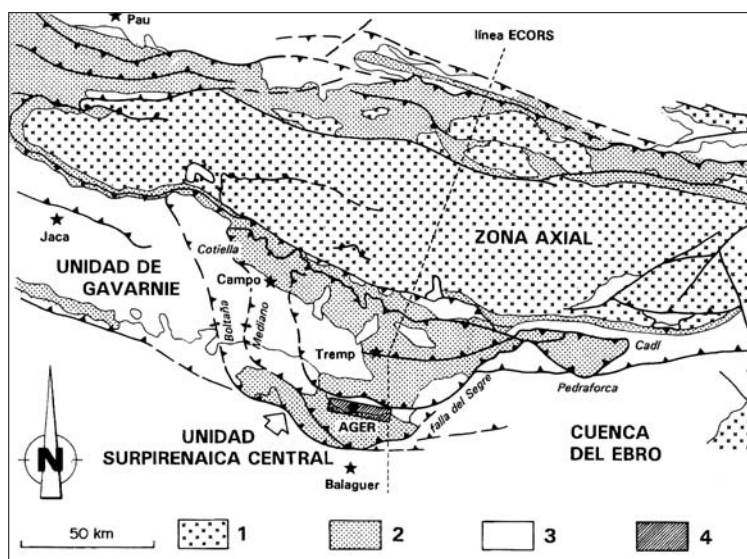 Pau
línea ECORS
Jaca
ZONA AXIAL
Cotiella
UNIDAD DE
GAVARNIE
Campo
Boltaña
Mediano
Tremp
Cadí
Pedraforca
falla del Segre
AGER
UNIDAD
SURPIRENAICA CENTRAL
CUENCA
DEL EBRO
N
Balaguer
50 km
1
2
3
4